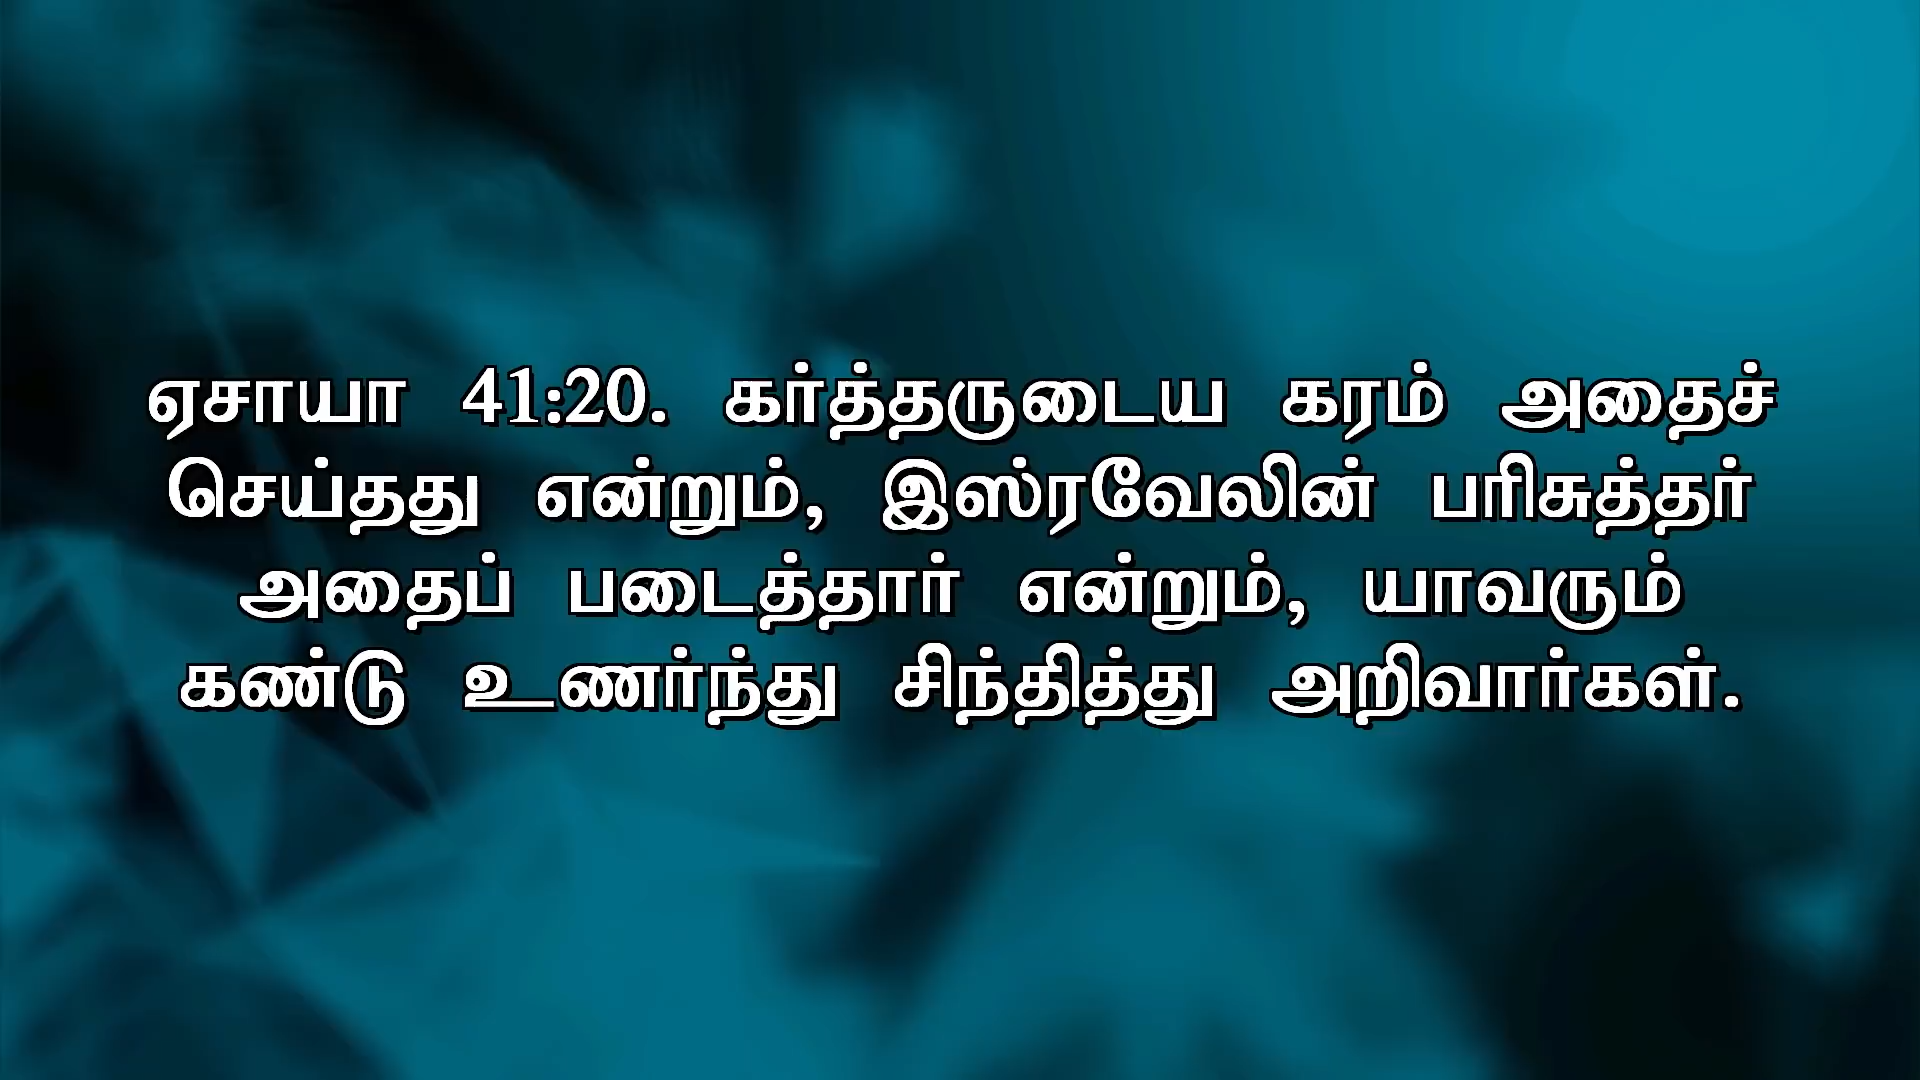 ஏசாயா 41:20. கர்த்தருடைய கரம் அதைச்
செய்தது என்றும், இஸ்ரவேலின் பரிசுத்தர்
அதைப் படைத்தார் என்றும், யாவரும்
கண்டு உணர்ந்து சிந்தித்து அறிவார்கள்.